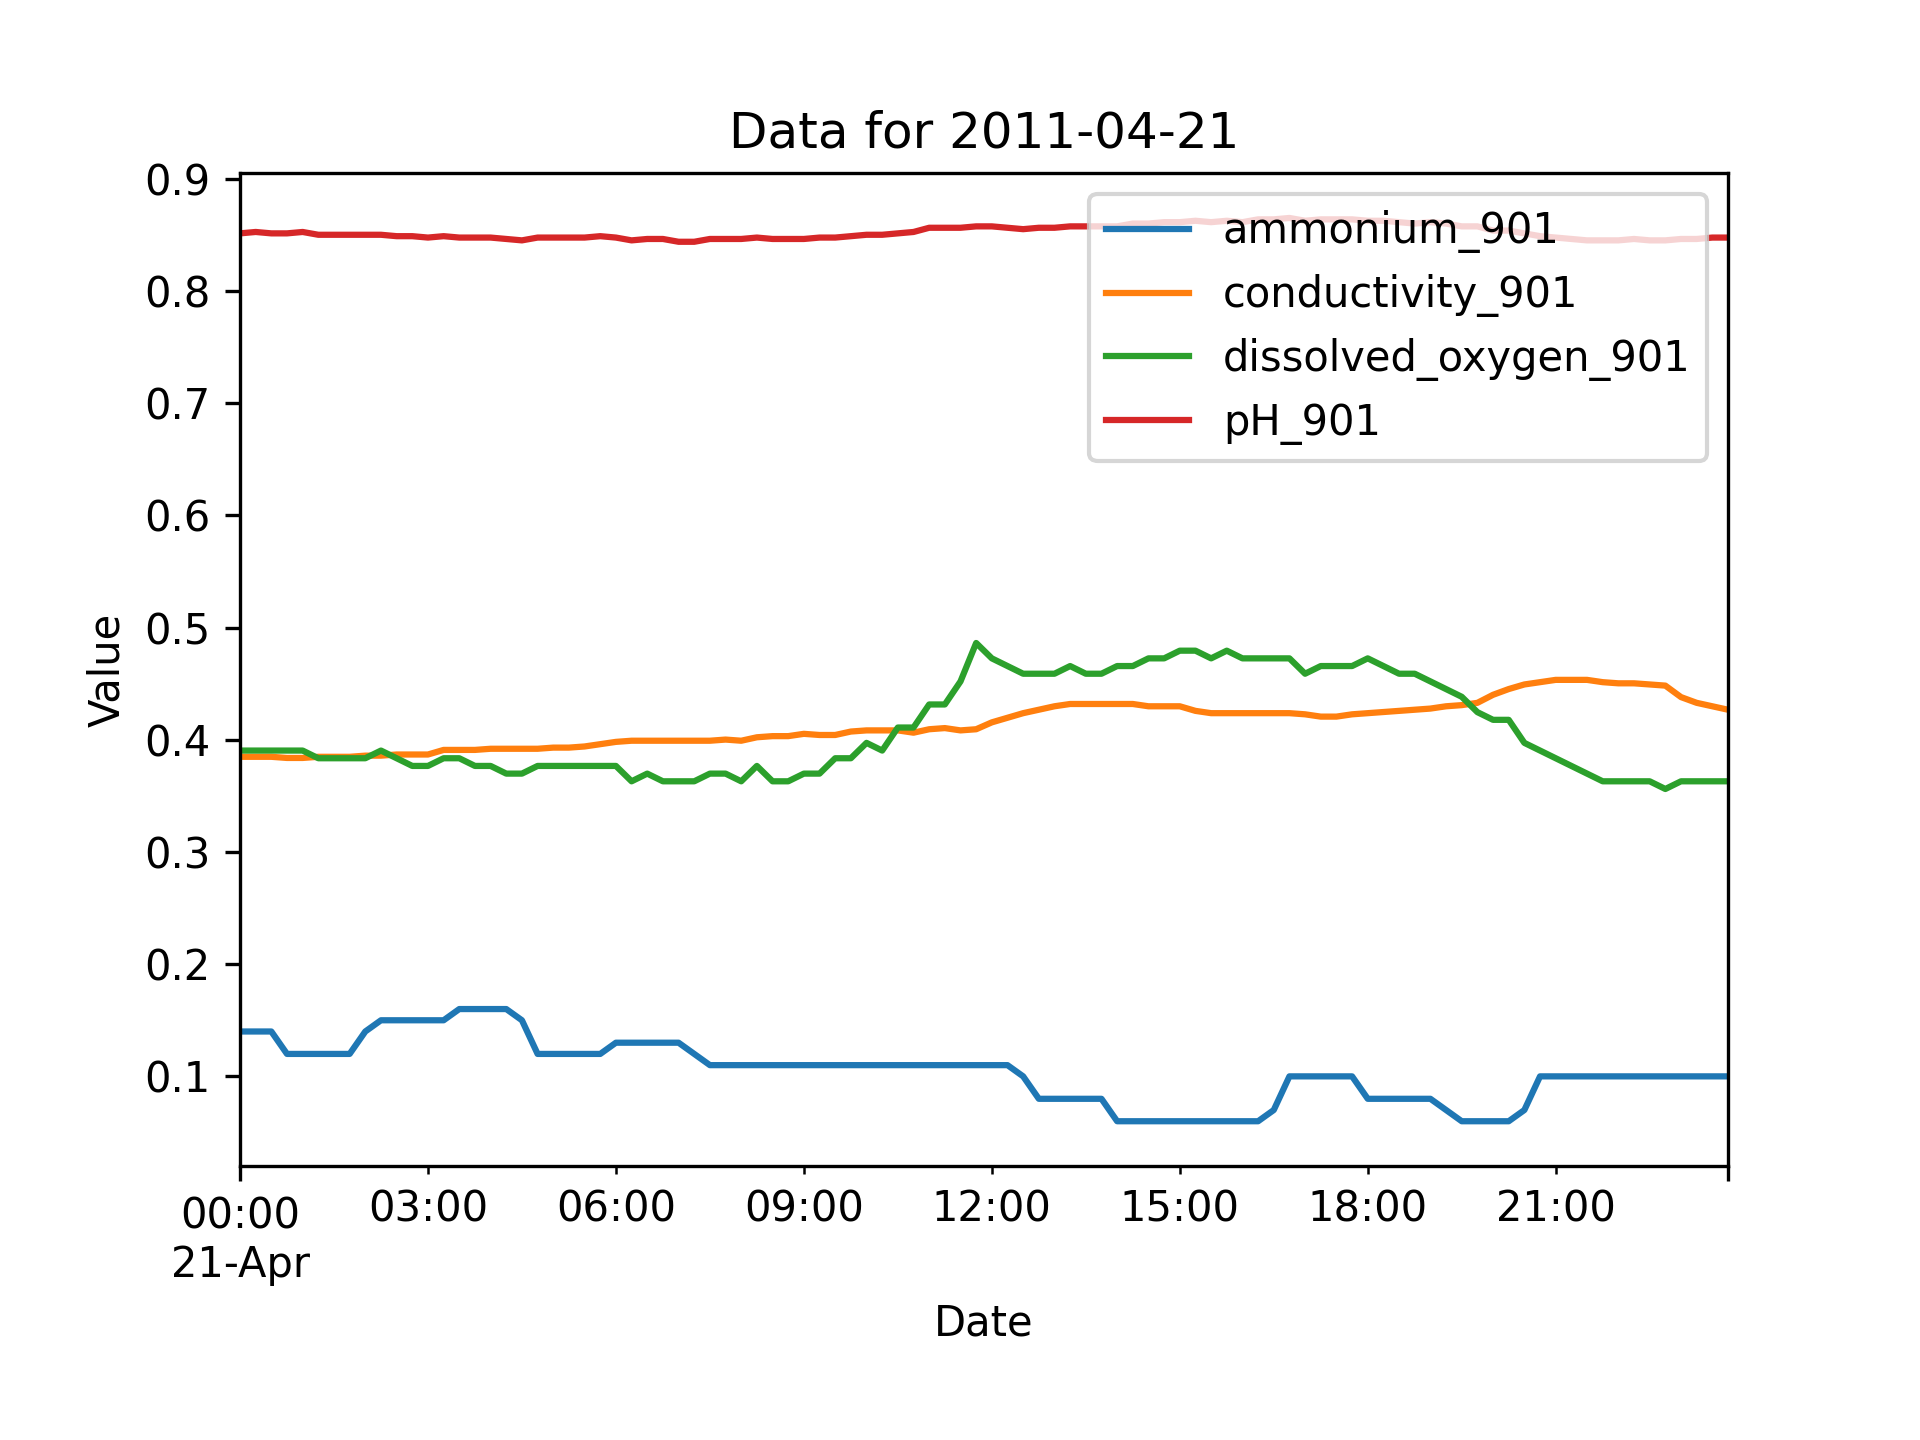 Data for 2011-04-21
0.9
0.8
0.7
0.6
0.5
0.4
0.3
0.2
0.1
Value
ammonium_901
conductivity_901
dissolved_oxygen_901
pH_901
00:00 03:00 06:00 09:00 12:00 15:00 18:00 21:00
21-Apr
Date